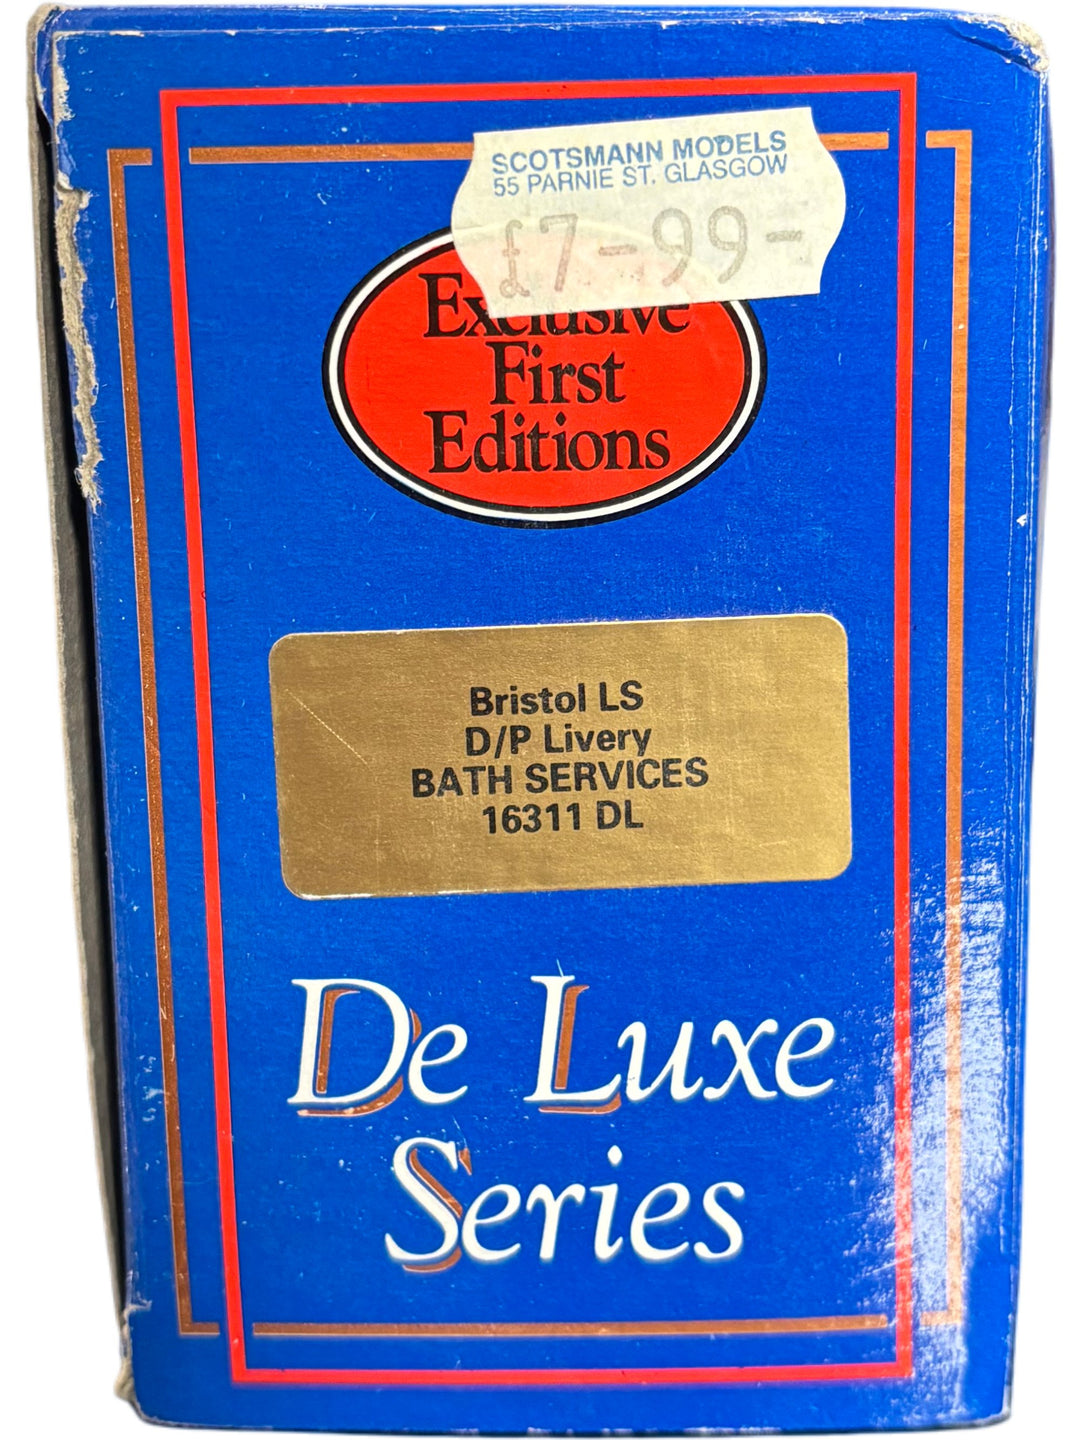 SCOTSMANN MODELS
55 PARNIE ST. GLASGOW
£7-99-
Exclusive
First
Editions
Bristol LS
D/P Livery
BATH SERVICES
16311 DL
De Luxe
Series